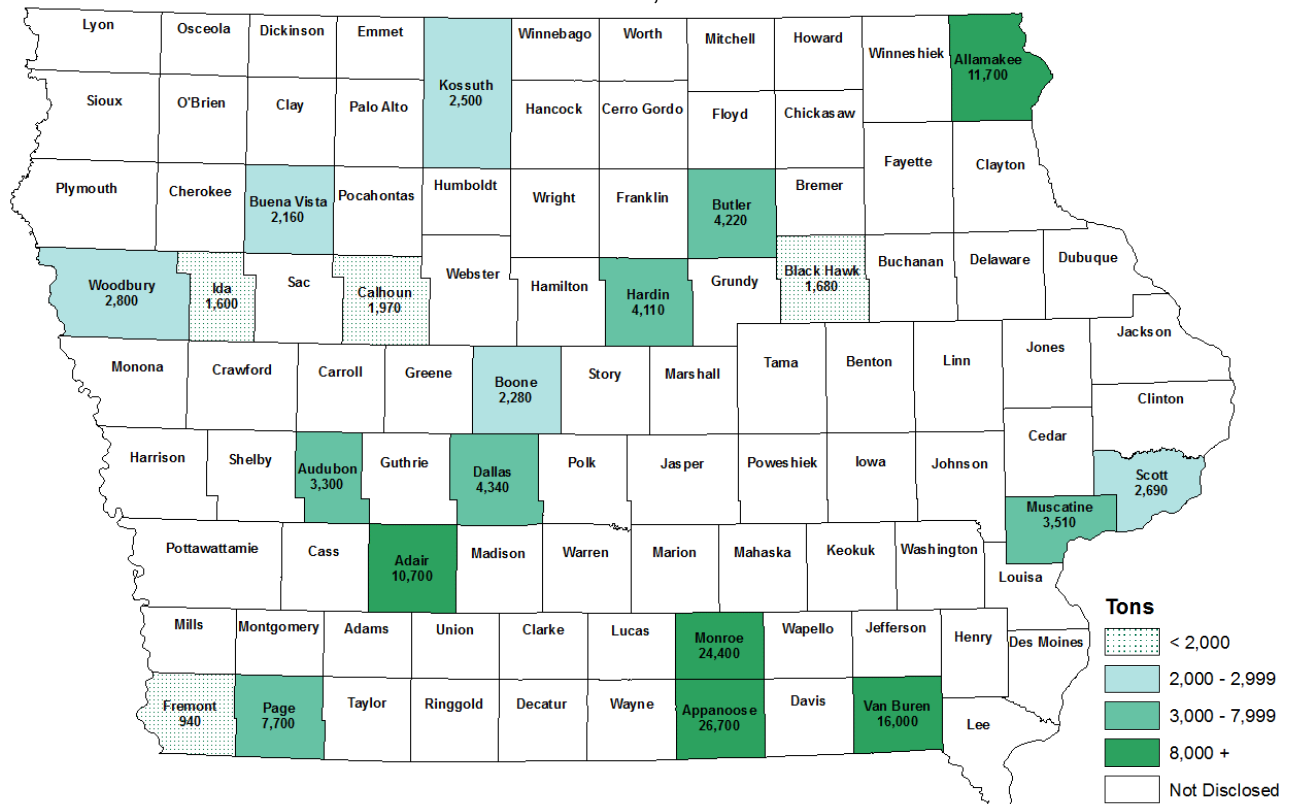 Lyon
Osceola
Dickinson
Emmet
Kossuth
2,500
Winnebago
Worth
Mitchell
Howard
Winneshiek
Allamakee
11,700
Sioux
O'Brien
Clay
Palo Alto
Hancock
Cerro Gordo
Floyd
Chickasaw
Fayette
Clayton
Plymouth
Cherokee
Buena Vista
2,160
Pocahontas
Humboldt
Wright
Franklin
Butler
4,220
Bremer
Woodbury
2,800
Ida
1,600
Sac
Calhoun
1,970
Webster
Hamilton
Hardin
4,110
Grundy
Black Hawk
1,680
Buchanan
Delaware
Dubuque
Monona
Crawford
Carroll
Greene
Boone
2,280
Story
Marshall
Tama
Benton
Linn
Jones
Jackson
Clinton
Harrison
Shelby
Audubon
3,300
Guthrie
Dallas
4,340
Polk
Jasper
Poweshiek
Iowa
Johnson
Cedar
Scott
2,690
Muscatine
3,510
Pottawattamie
Cass
Adair
10,700
Madison
Warren
Marion
Mahaska
Keokuk
Washington
Louisa
Mills
Montgomery
Adams
Union
Clarke
Lucas
Monroe
24,400
Wapello
Jefferson
Henry
Des Moines
Fremont
940
Page
7,700
Taylor
Ringgold
Decatur
Wayne
Appanoose
26,700
Davis
Van Buren
16,000
Lee
Tons
< 2,000
2,000 - 2,999
3,000 - 7,999
8,000 +
Not Disclosed